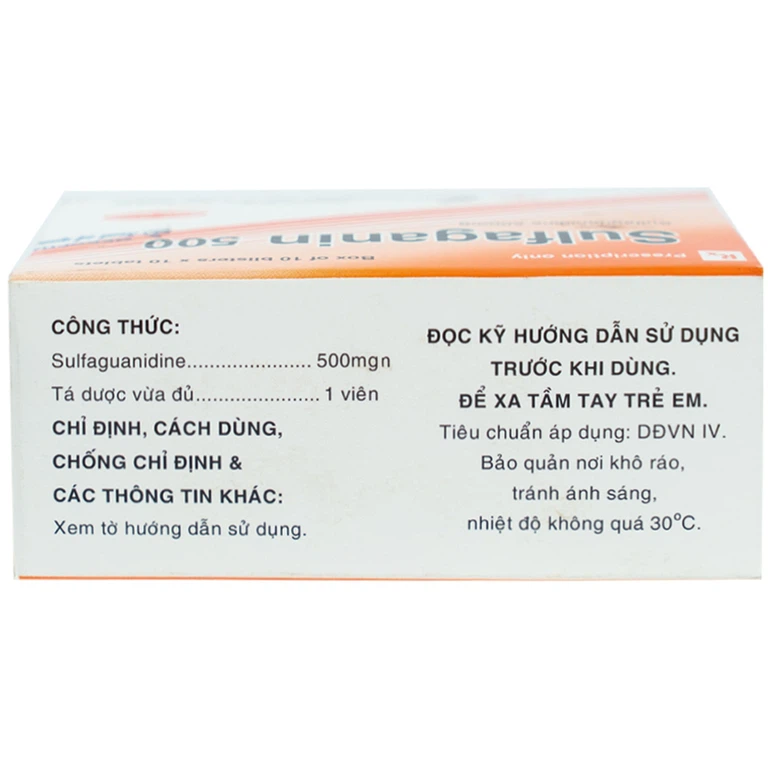 Prescription only
Sulfaganin 500
Box of 10 blisters x 10 tablets
CÔNG THỨC:
Sulfaguanidine...................... 500mgn
Tá dược vừa đủ...................... 1 viên
CHỈ ĐỊNH, CÁCH DÙNG,
CHỐNG CHỈ ĐỊNH &
CÁC THÔNG TIN KHÁC:
Xem tờ hướng dẫn sử dụng.
ĐỌC KỸ HƯỚNG DẪN SỬ DỤNG
TRƯỚC KHI DÙNG.
ĐỂ XA TẦM TAY TRẺ EM.
Tiêu chuẩn áp dụng: DĐVN IV.
Bảo quản nơi khô ráo,
tránh ánh sáng,
nhiệt độ không quá 30°C.